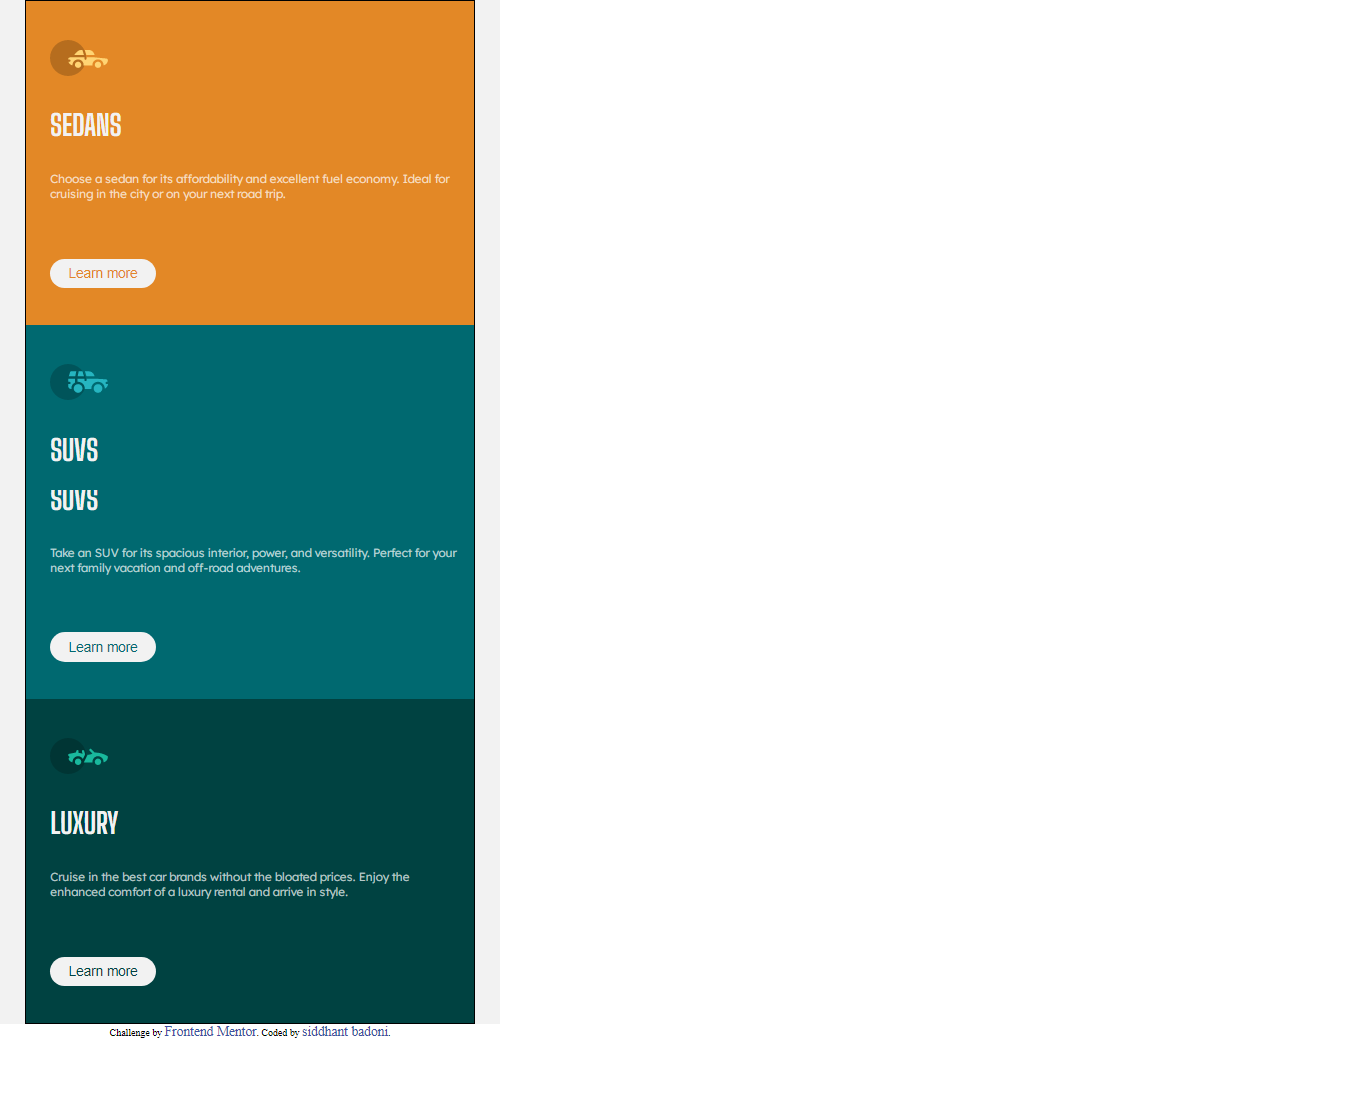 SEDANS
Choose a sedan for its affordability and excellent fuel economy. Ideal for
cruising in the city or on your next road trip.
Learn more
SUVS
SUVS
Take an SUV for its spacious interior, power, and versatility. Perfect for your
next family vacation and off-road adventures.
Learn more
LUXURY
Cruise in the best car brands without the bloated prices. Enjoy the
enhanced comfort of a luxury rental and arrive in style.
Learn more
Challenge by Frontend Mentor. Coded by siddhant badoni.